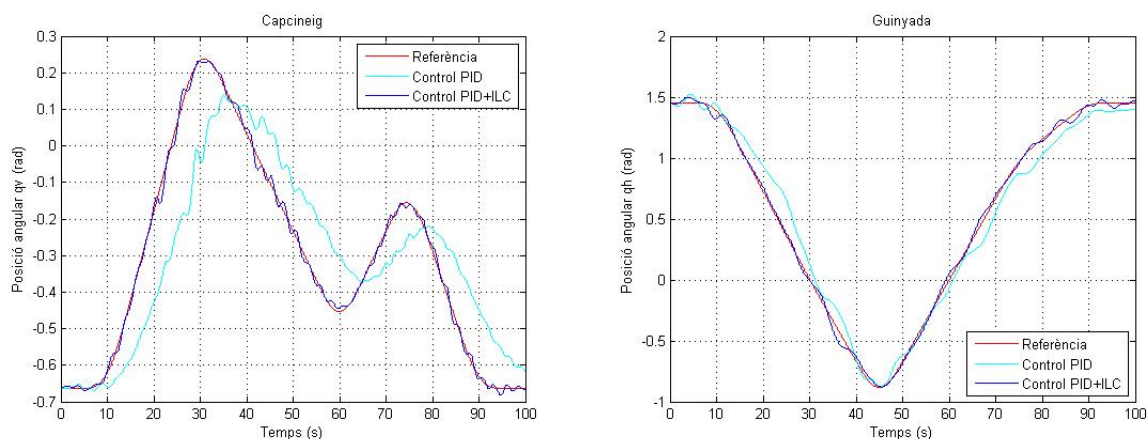 Capcineig
0.3
0.2
0.1
0
-0.1
-0.2
-0.3
-0.4
-0.5
-0.6
-0.7
Posició angular qv (rad)
0 10 20 30 40 50 60 70 80 90 100
Temps (s)
Referència
Control PID
Control PID+ILC
Guinyada
2
1.5
1
0.5
0
-0.5
-1
Posició angular qh (rad)
0 10 20 30 40 50 60 70 80 90 100
Temps (s)
Referència
Control PID
Control PID+ILC